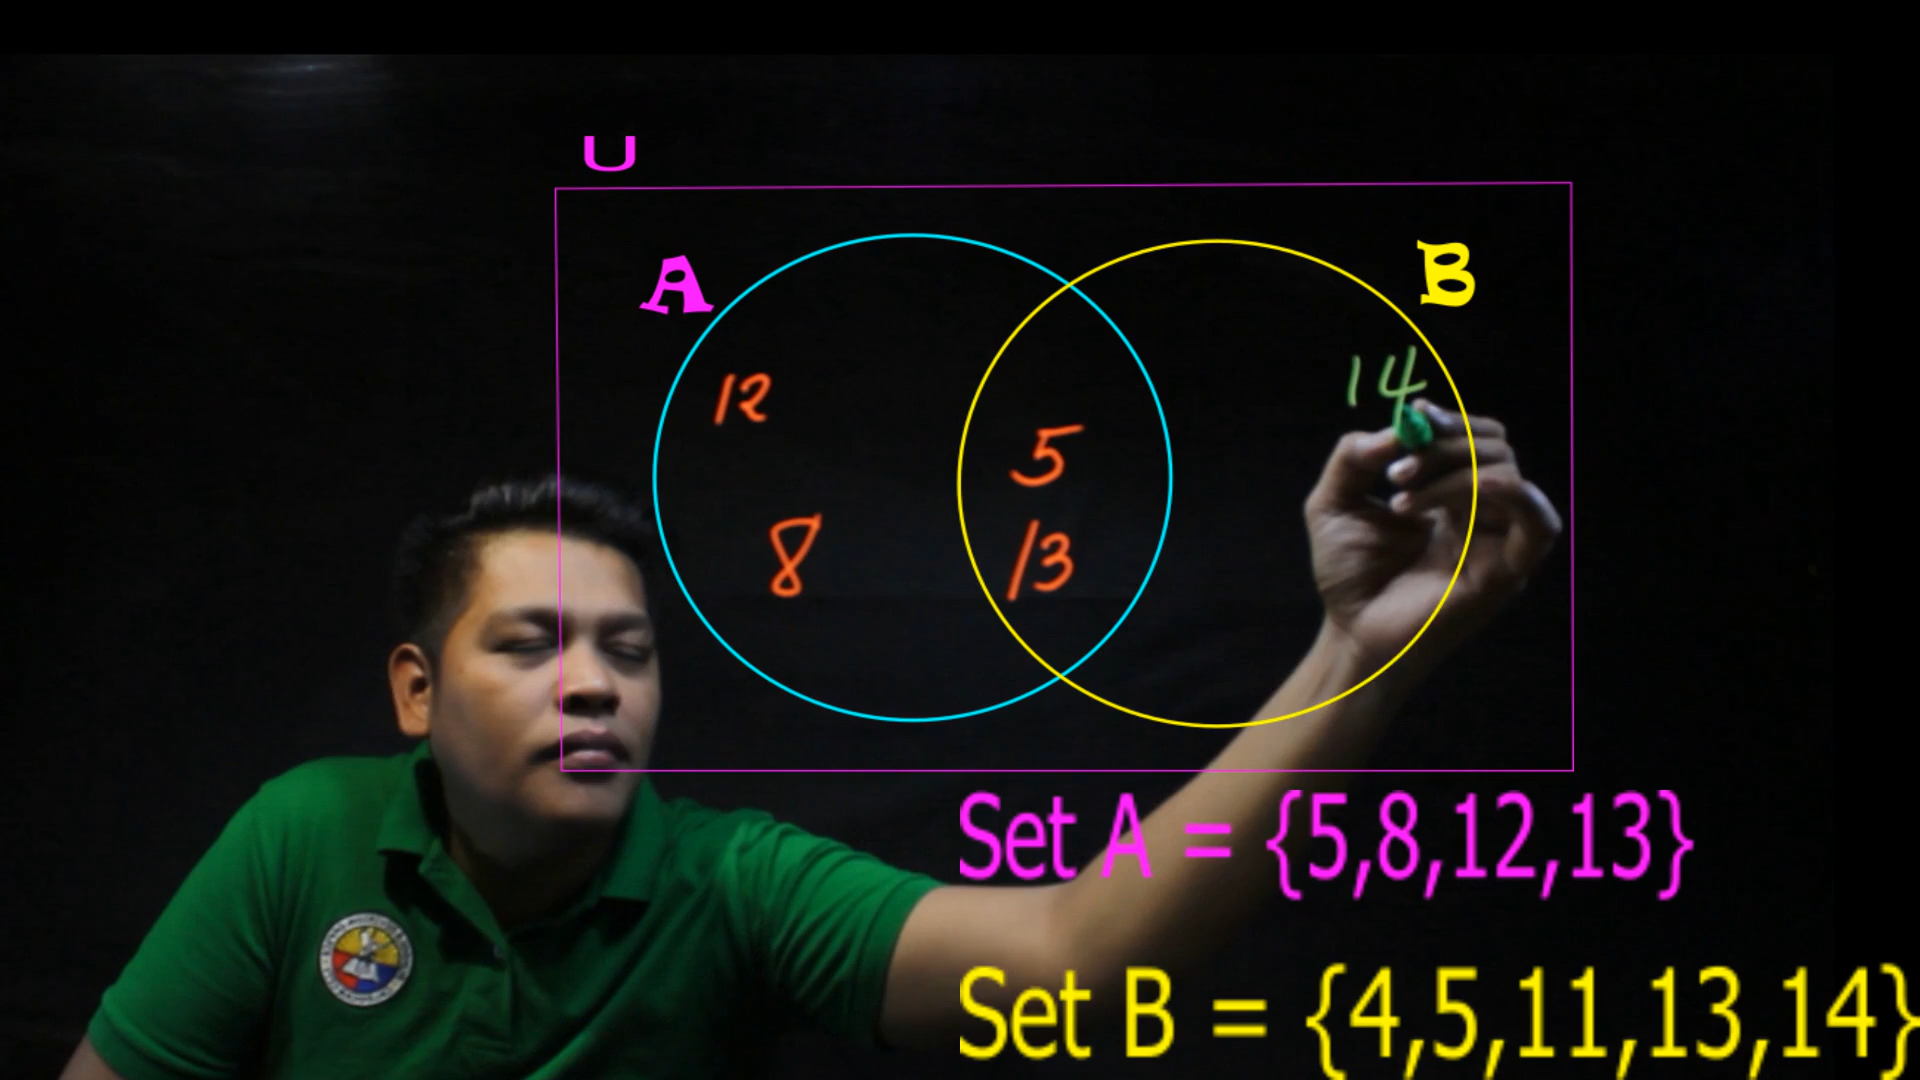 U
A
B
12
14
5
8
13
Set A = {5,8,12,13}
Set B = {4,5,11,13,14}